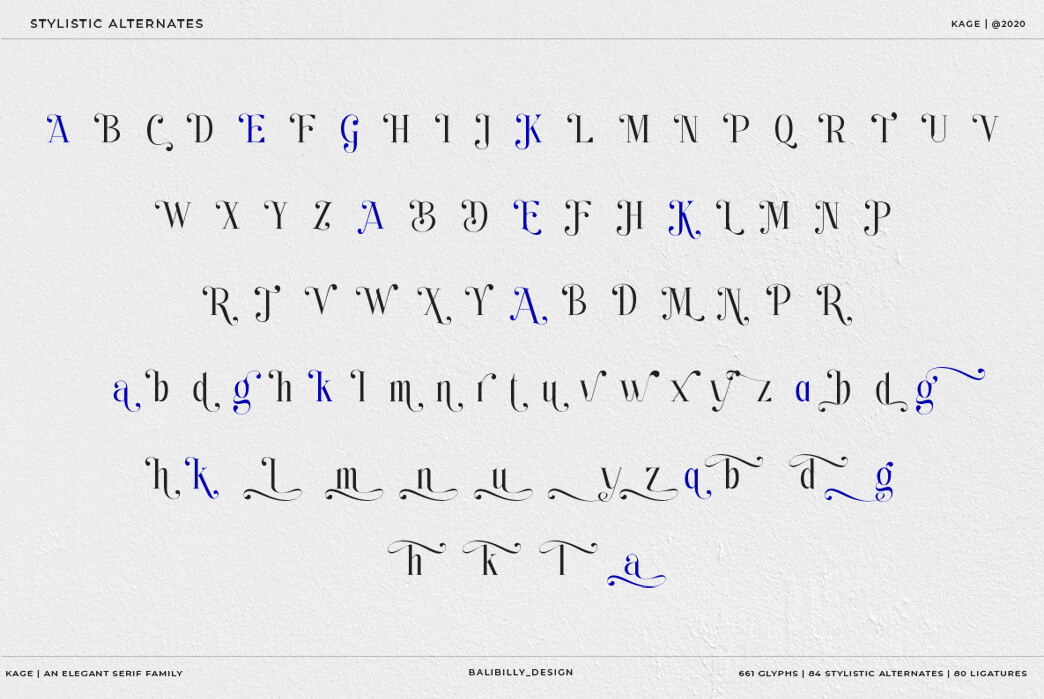 STYLISTIC ALTERNATES
KAGE | @2020
A B C D E F G H I J K L M N P Q R T U V
W X Y Z A B D E F H K L M N P
R T V W X Y A B D M N P R
a b d g h k l m n r t u v w x y z a b d g
h k l m n u y z q b d g
h k l a
KAGE | AN ELEGANT SERIF FAMILY
BALIBILLY_DESIGN
661 GLYPHS | 84 STYLISTIC ALTERNATES | 80 LIGATURES